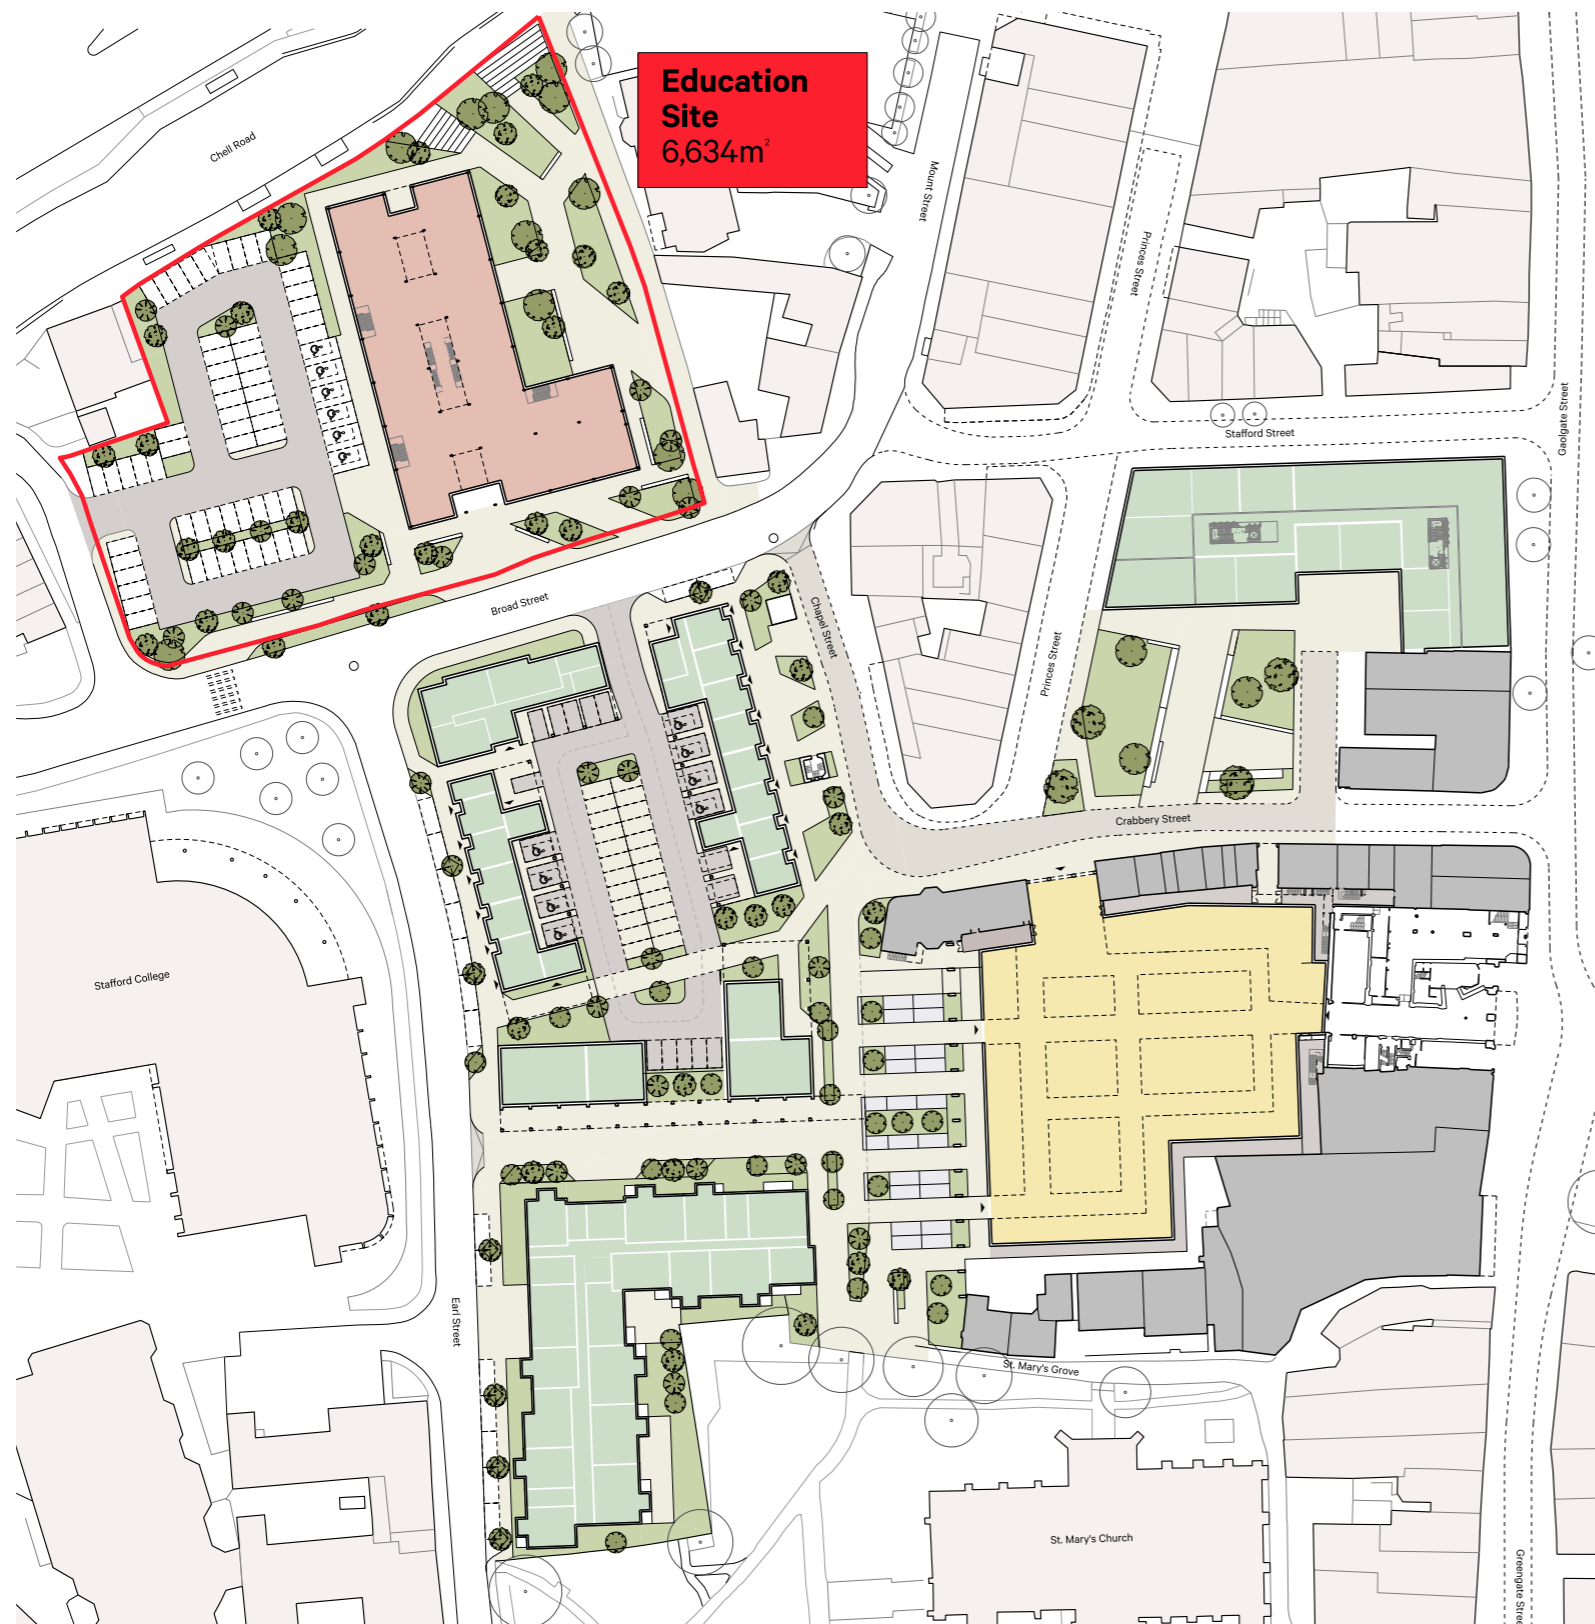 Education
Site
6,634m²
Chell Road
Mount Street
Princes Street
Gaolgate Street
Stafford Street
Broad Street
Chapel Street
Princes Street
Crabbery Street
Stafford College
Earl Street
St. Mary's Grove
St. Mary's Church
Greengate Stree